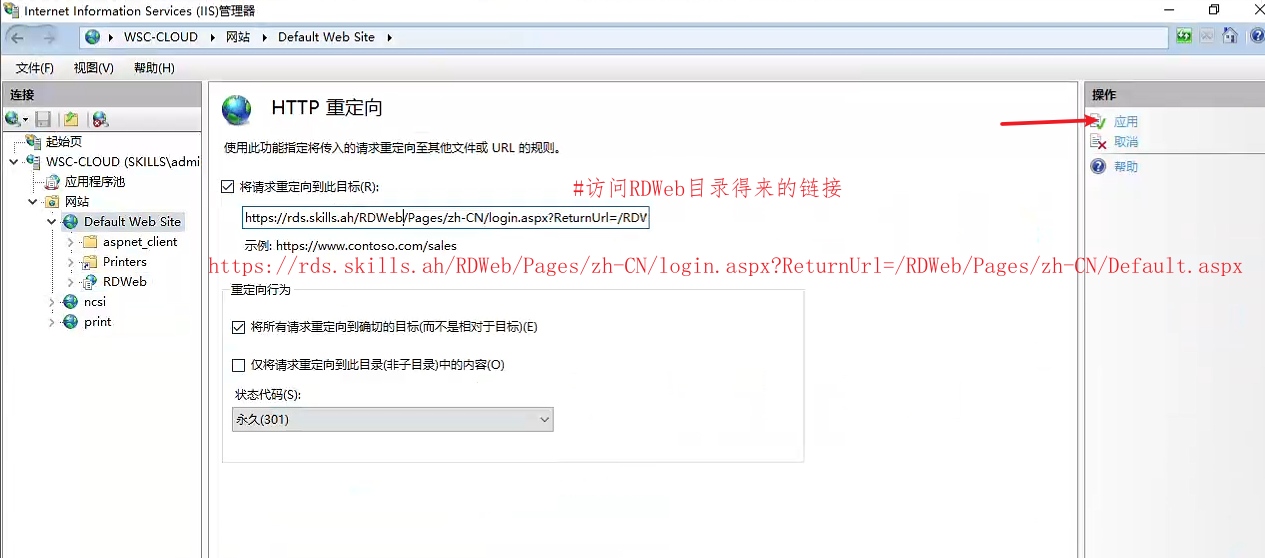 Internet Information Services (IIS)管理器
WSC-CLOUD
网站
Default Web Site
文件(F)
视图(V)
帮助(H)
连接
起始页
WSC-CLOUD (SKILLS\admi
应用程序池
网站
Default Web Site
aspnet_client
Printers
RDWeb
ncsi
print
HTTP 重定向
使用此功能指定将传入的请求重定向至其他文件或 URL 的规则。
将请求重定向到此目标(R):
#访问RDWeb目录得来的链接
https://rds.skills.ah/RDWeb/Pages/zh-CN/login.aspx?ReturnUrl=/RDW
示例: https://www.contoso.com/sales
https://rds.skills.ah/RDWeb/Pages/zh-CN/login.aspx?ReturnUrl=/RDWeb/Pages/zh-CN/Default.aspx
重定向行为
将所有请求重定向到确切的目标(而不是相对于目标)(E)
仅将请求重定向到此目录(非子目录)中的内容(O)
状态代码(S):
永久(301)
操作
应用
取消
帮助